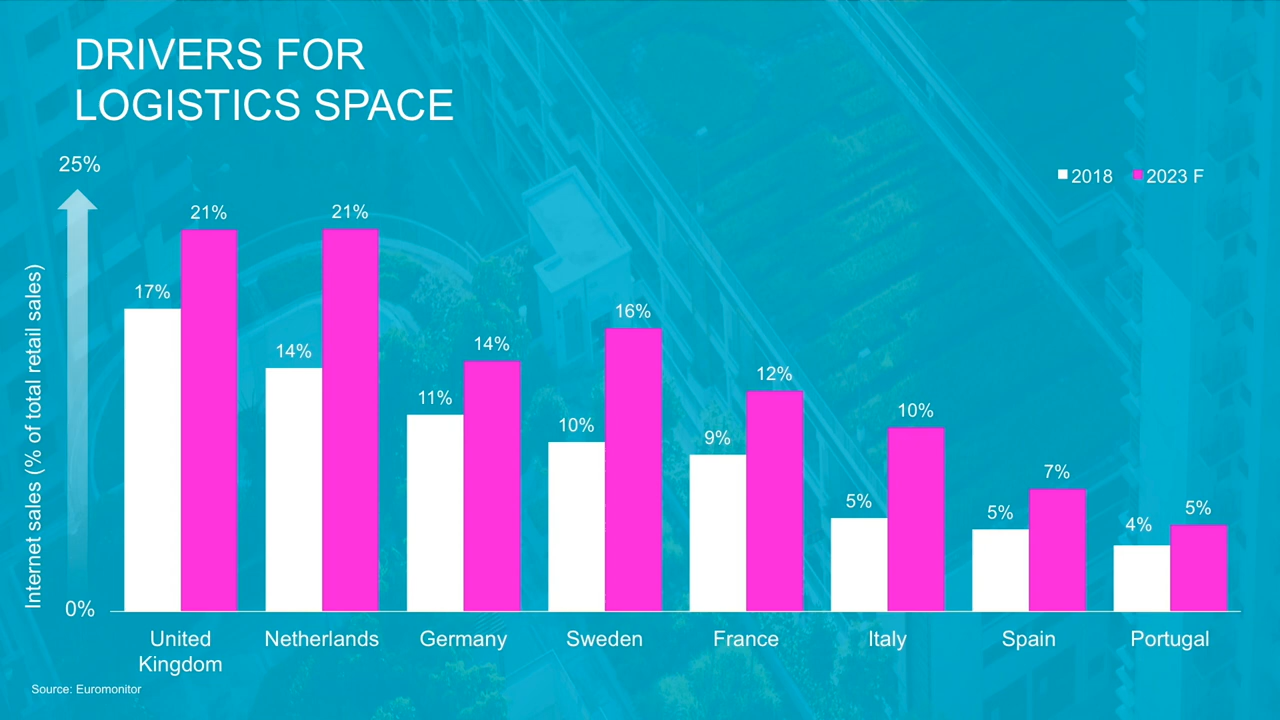 DRIVERS FOR
LOGISTICS SPACE
25%
2018 2023 F
Internet sales (% of total retail sales)
17% 21% 14% 21% 11% 14% 10% 16% 9% 12% 5% 10% 5% 7% 4% 5%
0%
United Netherlands Germany Sweden France Italy Spain Portugal
Kingdom
Source: Euromonitor